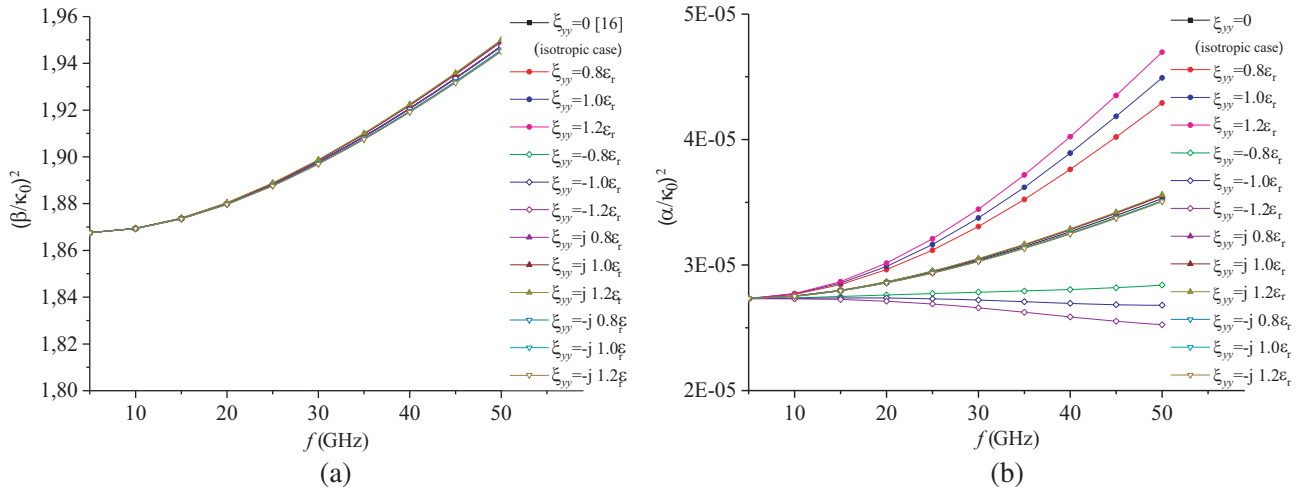 1,96
1,94
1,92
1,90
1,88
1,86
1,84
1,82
1,80
(β/κ₀)²
10
20
30
40
50
f (GHz)
ξyy=0 [16]
(isotropic case)
ξyy=0.8εr
ξyy=1.0εr
ξyy=1.2εr
ξyy=-0.8εr
ξyy=-1.0εr
ξyy=-1.2εr
ξyy=j 0.8εr
ξyy=j 1.0εr
ξyy=j 1.2εr
ξyy=-j 0.8εr
ξyy=-j 1.0εr
ξyy=-j 1.2εr
(a)
5E-05
4E-05
3E-05
2E-05
(α/κ₀)²
10
20
30
40
50
f (GHz)
ξyy=0
(isotropic case)
ξyy=0.8εr
ξyy=1.0εr
ξyy=1.2εr
ξyy=-0.8εr
ξyy=-1.0εr
ξyy=-1.2εr
ξyy=j 0.8εr
ξyy=j 1.0εr
ξyy=j 1.2εr
ξyy=-j 0.8εr
ξyy=-j 1.0εr
ξyy=-j 1.2εr
(b)